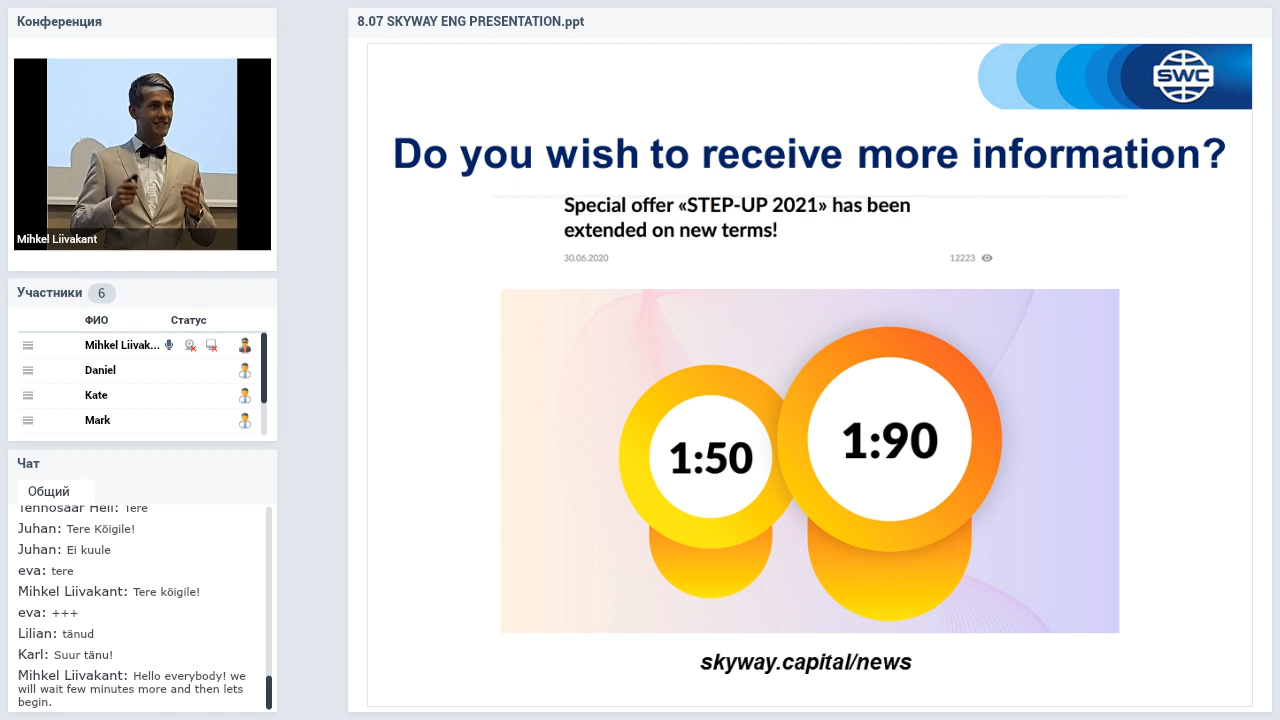 Конференция
Mihkel Liivakant
Участники 6
ФИО Статус
Mihkel Liivak...
Daniel
Kate
Mark
Чат
Общий
Tennosaar Heli: Tere
Juhan: Tere Kõigile!
Juhan: Ei kuule
eva: tere
Mihkel Liivakant: Tere kõigile!
eva: +++
Lilian: tänud
Karl: Suur tänu!
Mihkel Liivakant: Hello everybody! we
will wait few minutes more and then lets
begin.
8.07 SKYWAY ENG PRESENTATION.ppt
SWC
Do you wish to receive more information?
Special offer «STEP-UP 2021» has been
extended on new terms!
30.06.2020 12223
1:50
1:90
skyway.capital/news